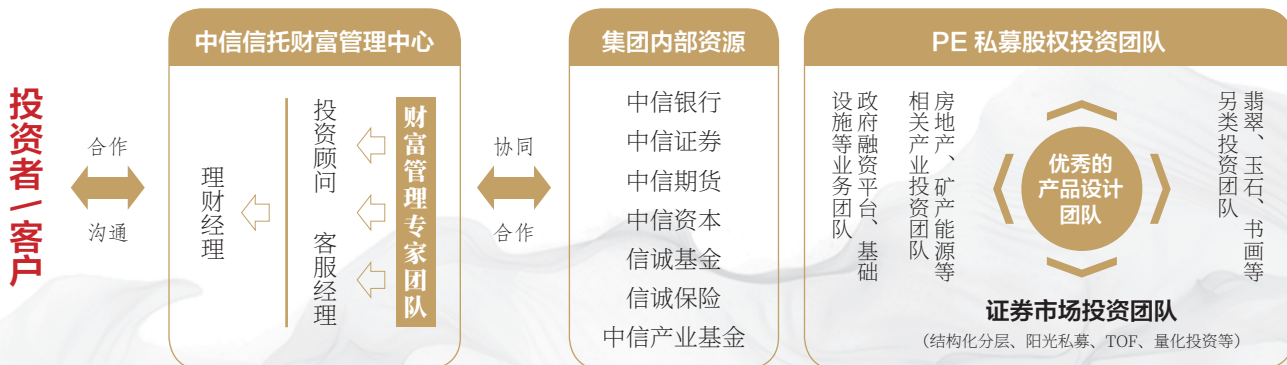 投资者/客户
合作
沟通
中信信托财富管理中心
理财经理
投资顾问
客服经理
财富管理专家团队
协同
合作
集团内部资源
中信银行
中信证券
中信期货
中信资本
信诚基金
信诚保险
中信产业基金
PE 私募股权投资团队
政府融资平台、基础
设施等业务团队
房地产、矿产能源等
相关产业投资团队
优秀的
产品设计
团队
翡翠、玉石、书画等
另类投资团队
证券市场投资团队
（结构化分层、阳光私募、TOF、量化投资等）